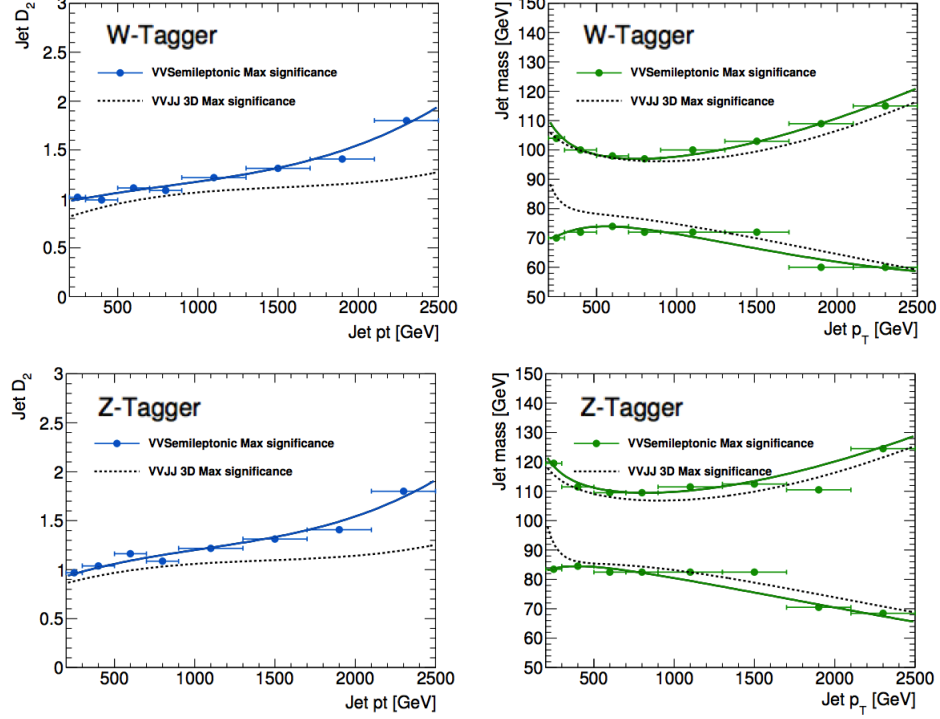 Jet D2
3
2.5
2
1.5
1
0.5
0
W-Tagger
VVSemileptonic Max significance
VVJJ 3D Max significance
500 1000 1500 2000 2500
Jet pt [GeV]
Jet mass [GeV]
150
140
130
120
110
100
90
80
70
60
50
W-Tagger
VVSemileptonic Max significance
VVJJ 3D Max significance
500 1000 1500 2000 2500
Jet pT [GeV]
Jet D2
3
2.5
2
1.5
1
0.5
0
Z-Tagger
VVSemileptonic Max significance
VVJJ 3D Max significance
500 1000 1500 2000 2500
Jet pt [GeV]
Jet mass [GeV]
150
140
130
120
110
100
90
80
70
60
50
Z-Tagger
VVSemileptonic Max significance
VVJJ 3D Max significance
500 1000 1500 2000 2500
Jet pT [GeV]